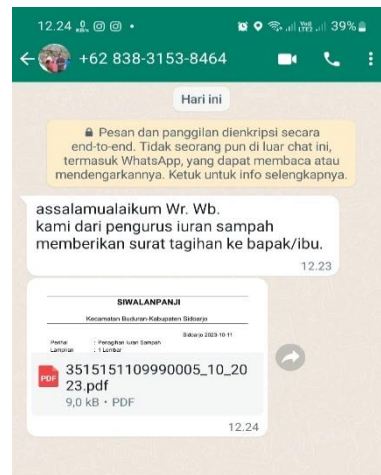 12.24
39%
+62 838-3153-8464
Hari ini
Pesan dan panggilan dienkripsi secara
end-to-end. Tidak seorang pun di luar chat ini,
termasuk WhatsApp, yang dapat membaca atau
mendengarkannya. Ketuk untuk info selengkapnya.
assalamualaikum Wr. Wb.
kami dari pengurus iuran sampah
memberikan surat tagihan ke bapak/ibu.
12.23
SIWALANPANJI
Kecamatan Buduran-Kabupaten Sidoarjo
Sidoarjo 2023-10-11
Perihal : Penagihan Iuran Sampah
Lampiran : 1 Lembar
PDF
3515151109990005_10_20
23.pdf
9,0 kB • PDF
12.24